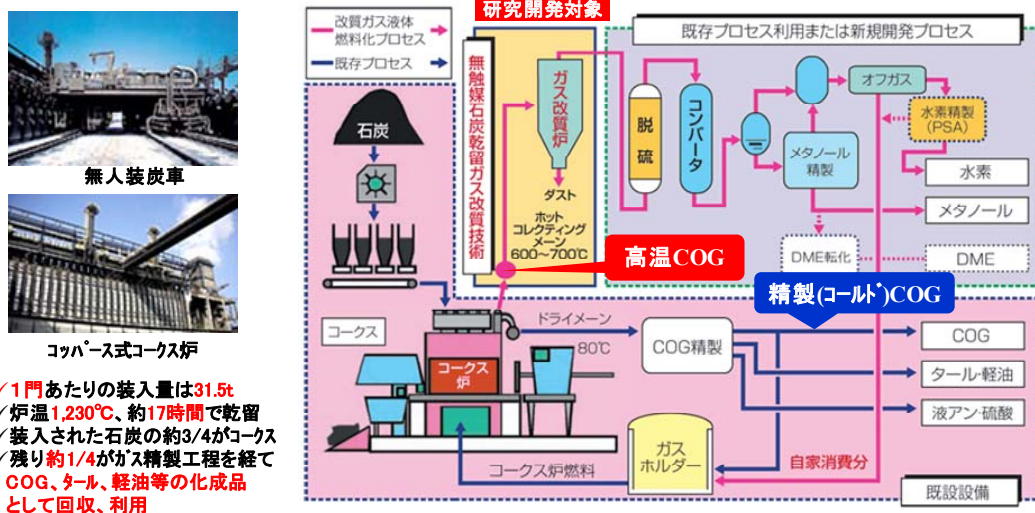 無人装炭車
コッパース式コークス炉
✓１門あたりの装入量は31.5t
✓炉温1,230℃、約17時間で乾留
✓装入された石炭の約3/4がコークス
✓残り約1/4がガス精製工程を経て
COG、タール、軽油等の化成品
として回収、利用
研究開発対象
改質ガス液体
燃料化プロセス
既存プロセス
無触媒石炭乾留ガス改質技術
既存プロセス利用または新規開発プロセス
石炭
ガス改質炉
ダスト
ホット
コレクティング
メーン
600～700℃
脱硫
コンバータ
メタノール
精製
オフガス
水素精製
(PSA)
水素
メタノール
DME転化
DME
高温COG
精製(コールド)COG
コークス
コークス
炉
ドライメーン
80℃
COG精製
COG
タール・軽油
液アン・硫酸
ガス
ホルダー
コークス炉燃料
自家消費分
既設設備